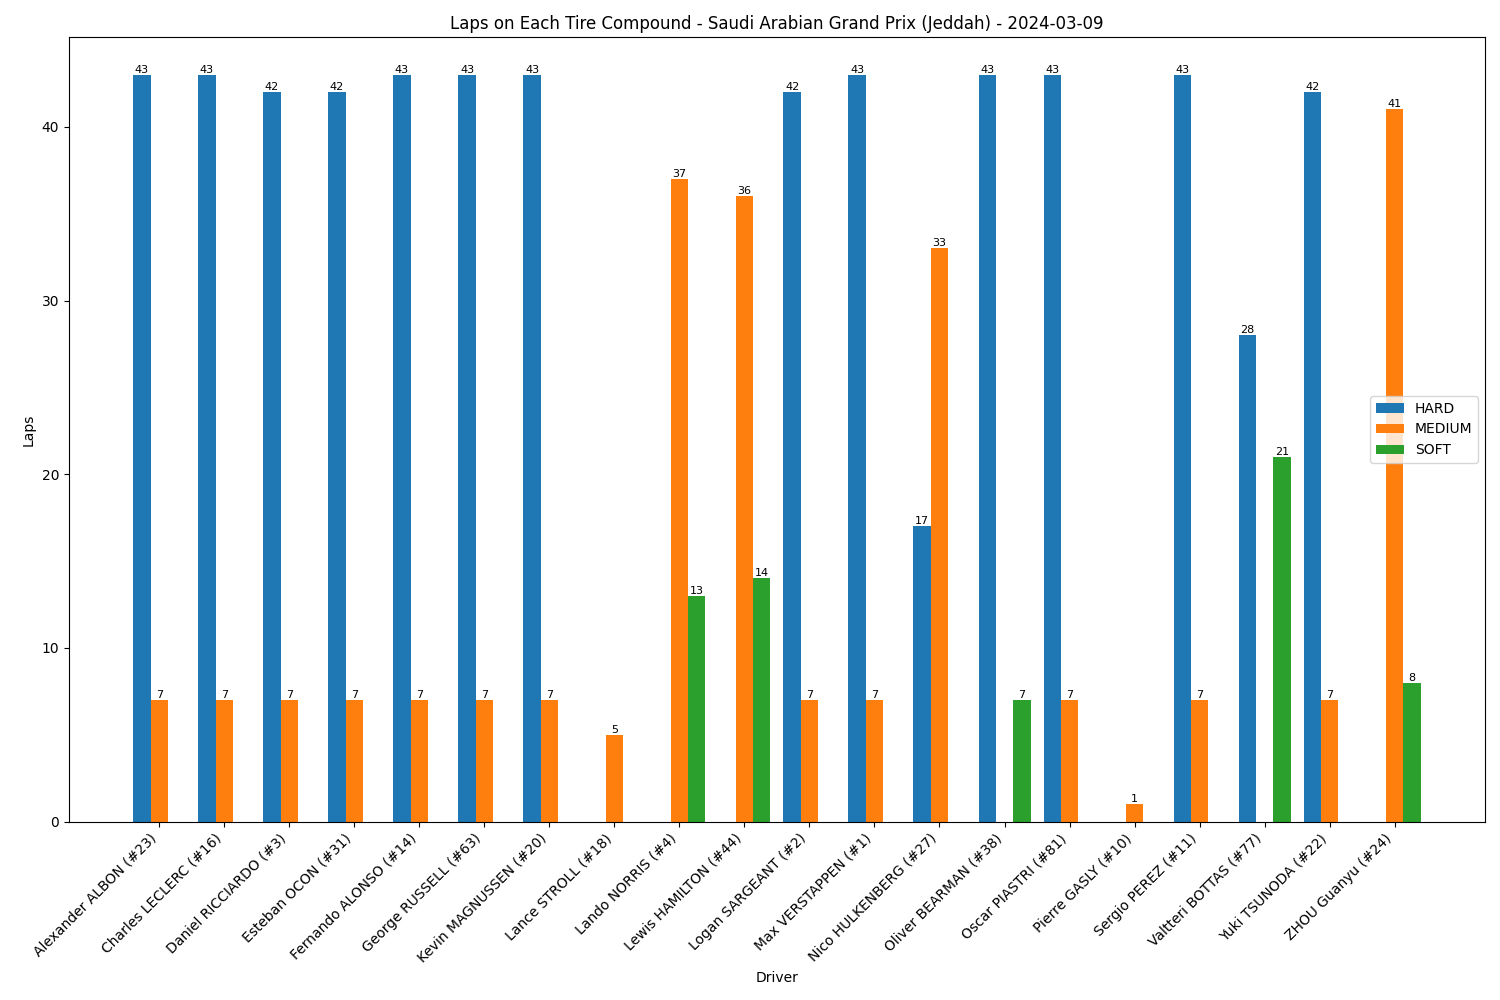 Laps on Each Tire Compound - Saudi Arabian Grand Prix (Jeddah) - 2024-03-09
Laps
40
30
20
10
0
43 7
43 7
42 7
42 7
43 7
43 7
43 7
5
37 13
36 14
42 7
43 7
17 33
43 7
43 7
1
43 7
28 21
42 7
41 8
HARD
MEDIUM
SOFT
Alexander ALBON (#23)
Charles LECLERC (#16)
Daniel RICCIARDO (#3)
Esteban OCON (#31)
Fernando ALONSO (#14)
George RUSSELL (#63)
Kevin MAGNUSSEN (#20)
Lance STROLL (#18)
Lando NORRIS (#4)
Lewis HAMILTON (#44)
Logan SARGEANT (#2)
Max VERSTAPPEN (#1)
Nico HULKENBERG (#27)
Oliver BEARMAN (#38)
Oscar PIASTRI (#81)
Pierre GASLY (#10)
Sergio PEREZ (#11)
Valtteri BOTTAS (#77)
Yuki TSUNODA (#22)
ZHOU Guanyu (#24)
Driver